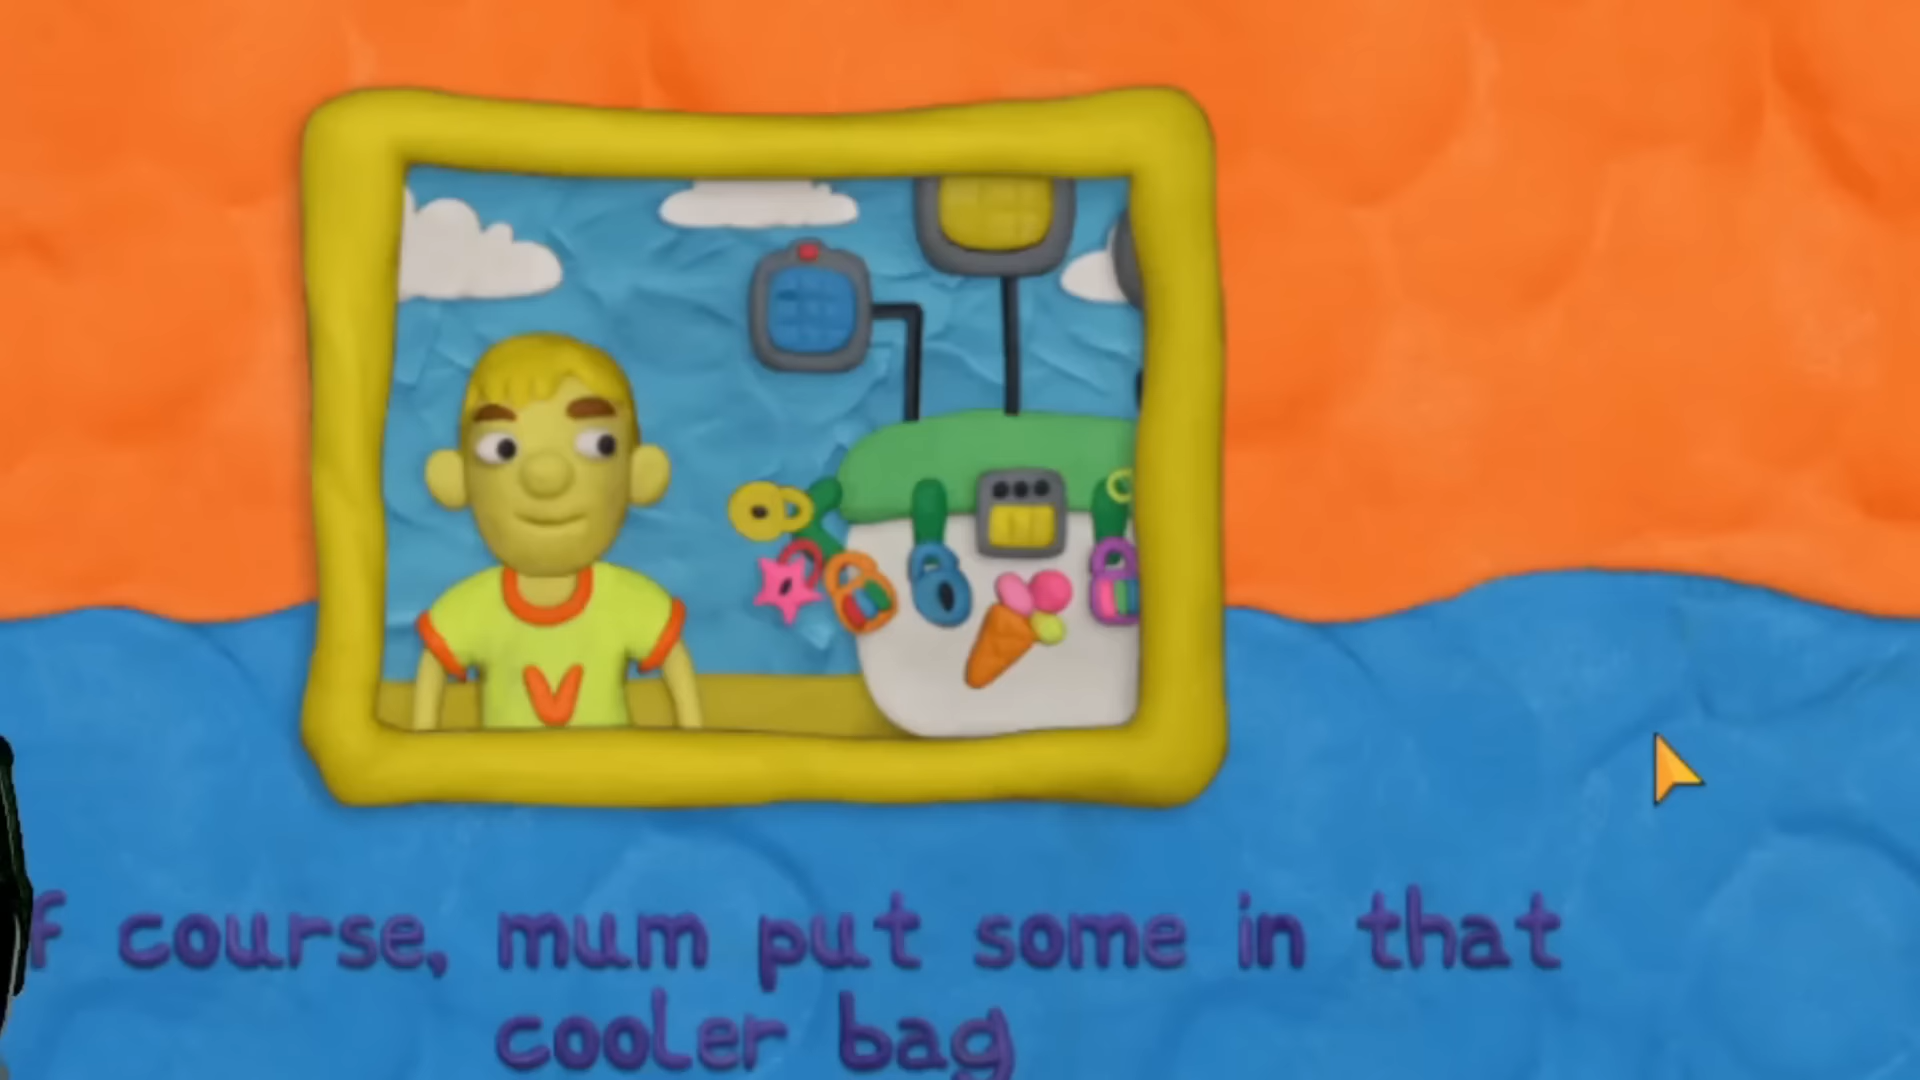 V
f course, mum put some in that
cooler bag